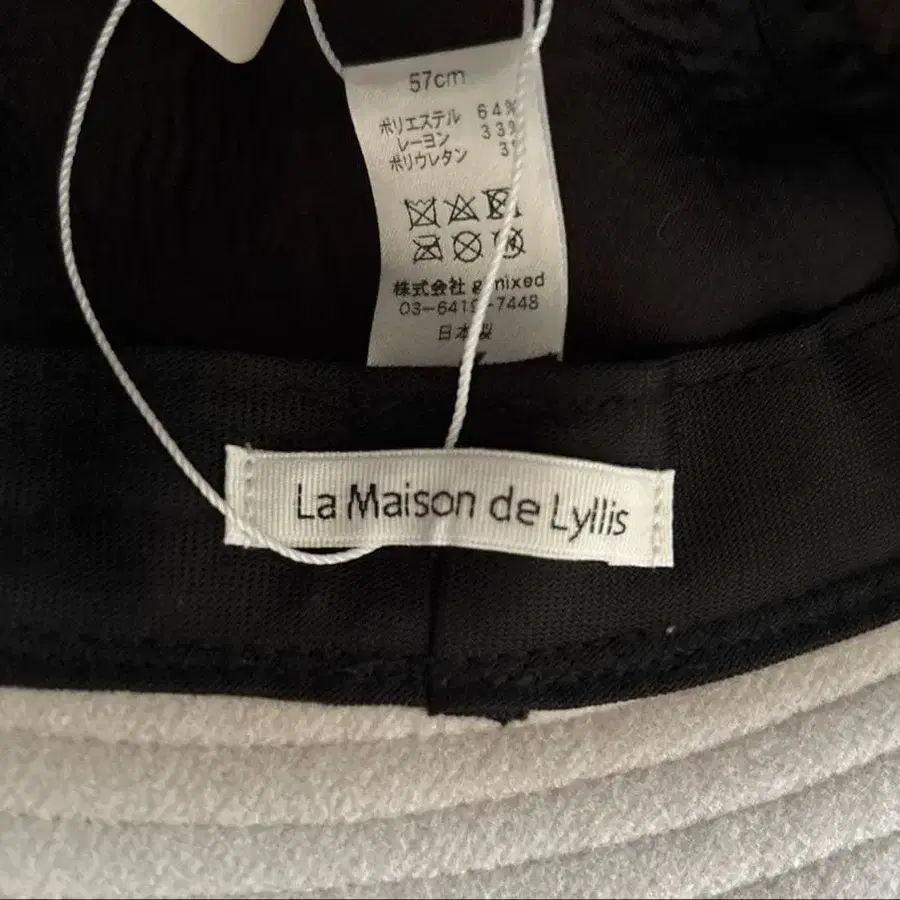 57cm
ポリエステル 64%
レーヨン 33%
ポリウレタン 3
株式会社 mixed
03-641 -7448
日本製
La Maison de Lyllis